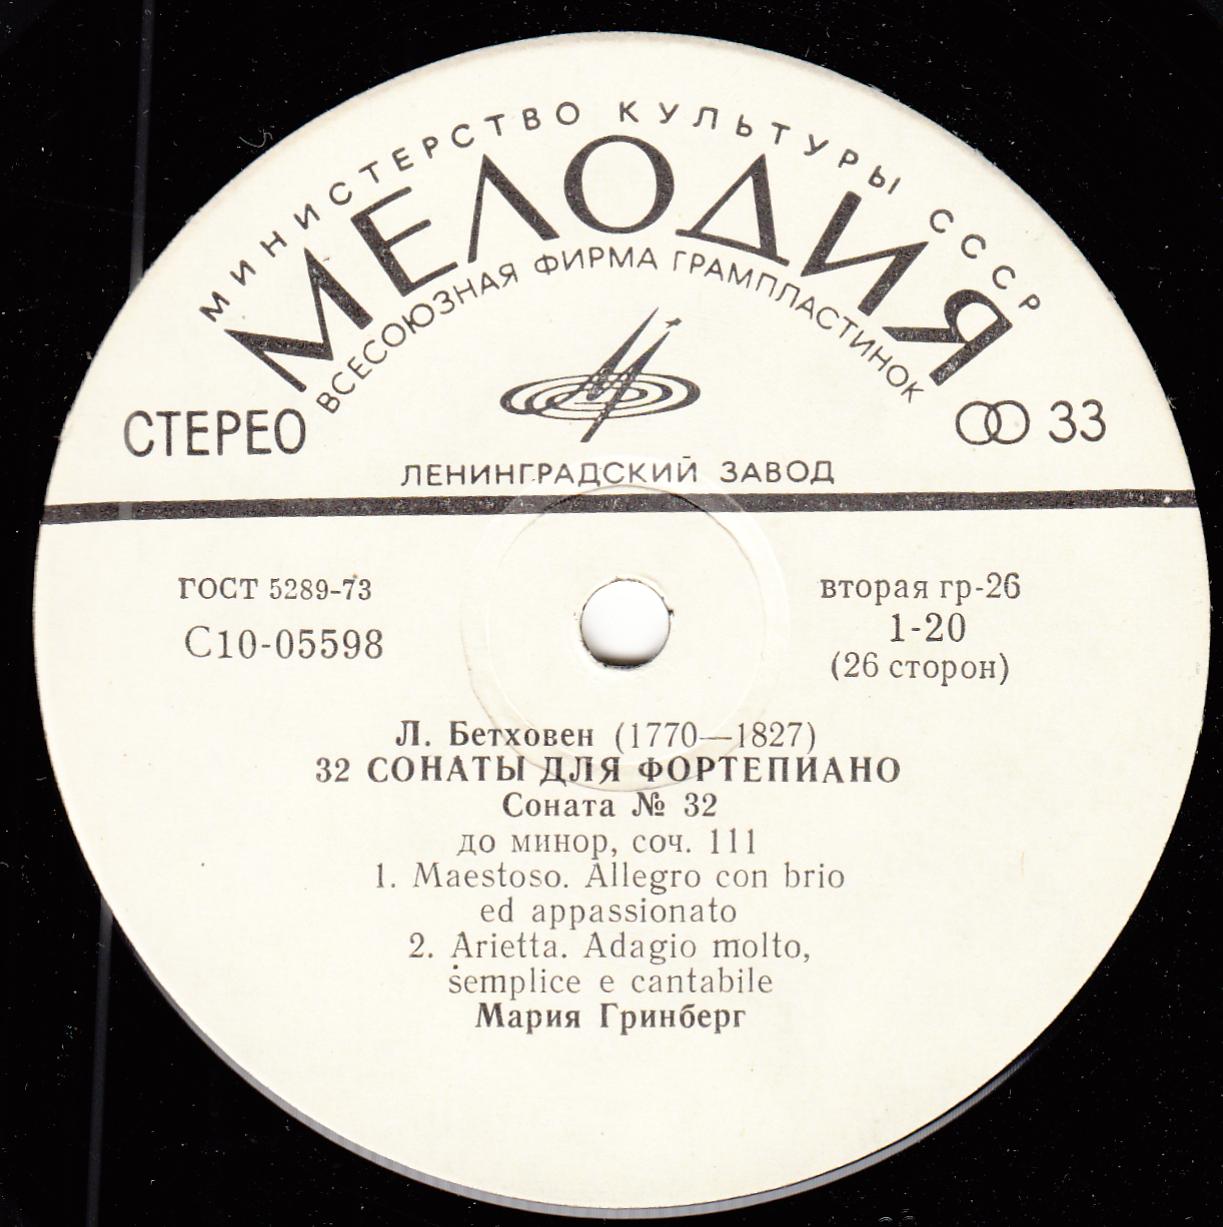 МИНИСТЕРСТВО КУЛЬТУРЫ СССР
МЕЛОДИЯ
ВСЕСОЮЗНАЯ ФИРМА ГРАМПЛАСТИНОК
СТЕРЕО
33
ЛЕНИНГРАДСКИЙ ЗАВОД
ГОСТ 5289-73
С10-05598
вторая гр-26
1-20
(26 сторон)
Л. Бетховен (1770—1827)
32 СОНАТЫ ДЛЯ ФОРТЕПИАНО
Соната № 32
до минор, соч. 111
1. Maestoso. Allegro con brio
ed appassionato
2. Arietta. Adagio molto,
semplice e cantabile
Мария Гринберг